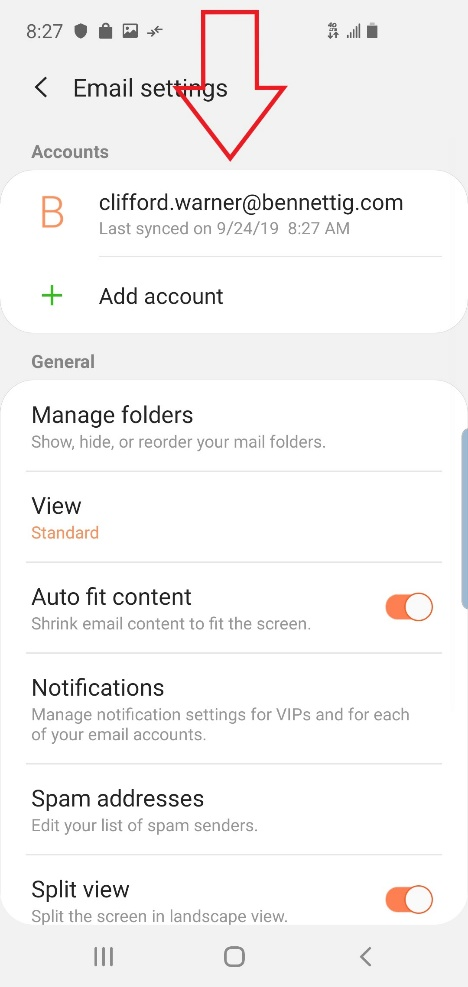 8:27
Email settings
Accounts
B
clifford.warner@bennettig.com
Last synced on 9/24/19 8:27 AM
Add account
General
Manage folders
Show, hide, or reorder your mail folders.
View
Standard
Auto fit content
Shrink email content to fit the screen.
Notifications
Manage notification settings for VIPs and for each
of your email accounts.
Spam addresses
Edit your list of spam senders.
Split view
Split the screen in landscape view.